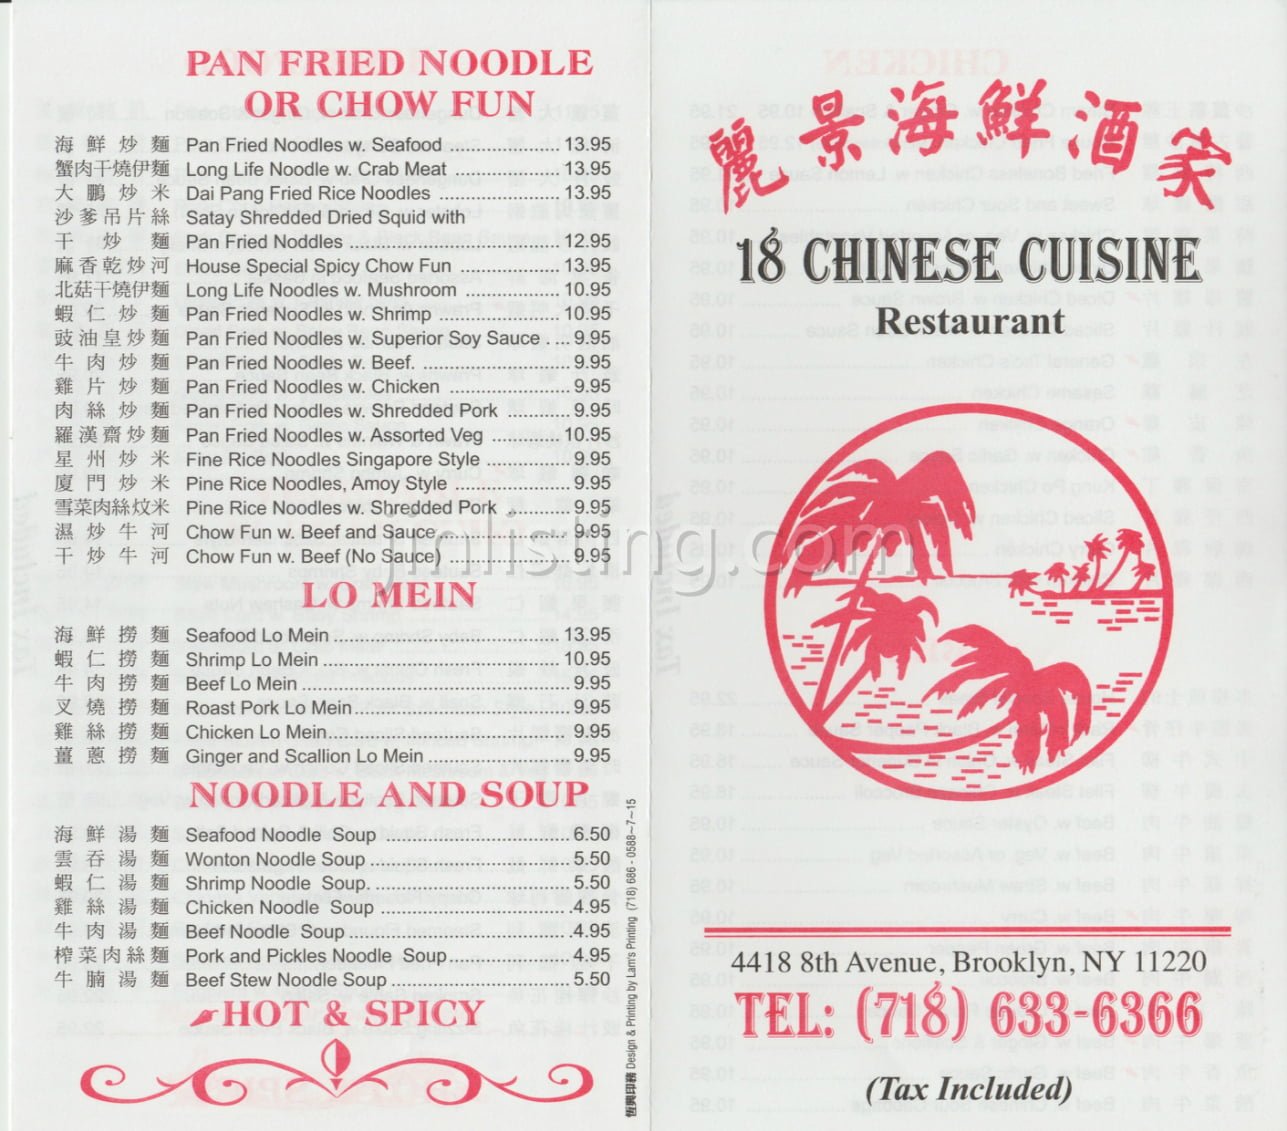 PAN FRIED NOODLE
OR CHOW FUN
海鮮炒麵 Pan Fried Noodles w. Seafood 13.95
蟹肉干燒伊麵 Long Life Noodle w. Crab Meat 13.95
大鵬炒米 Dai Pang Fried Rice Noodles 13.95
沙爹吊片絲 Satay Shredded Dried Squid with
干炒麵 Pan Fried Noddles 12.95
麻香乾炒河 House Special Spicy Chow Fun 13.95
北菇干燒伊麵 Long Life Noodles w. Mushroom 10.95
蝦仁炒麵 Pan Fried Noodles w. Shrimp 10.95
豉油皇炒麵 Pan Fried Noodles w. Superior Soy Sauce 9.95
牛肉炒麵 Pan Fried Noodles w. Beef. 9.95
雞片炒麵 Pan Fried Noodles w. Chicken 9.95
肉絲炒麵 Pan Fried Noodles w. Shredded Pork 9.95
羅漢齋炒麵 Pan Fried Noodles w. Assorted Veg 10.95
星州炒米 Fine Rice Noodles Singapore Style 9.95
廈門炒米 Pine Rice Noodles, Amoy Style 9.95
雪菜肉絲炆米 Pine Rice Noodles w. Shredded Pork 9.95
濕炒牛河 Chow Fun w. Beef and Sauce 9.95
干炒牛河 Chow Fun w. Beef (No Sauce) 9.95
LO MEIN
海鮮撈麵 Seafood Lo Mein 13.95
蝦仁撈麵 Shrimp Lo Mein 10.95
牛肉撈麵 Beef Lo Mein 9.95
叉燒撈麵 Roast Pork Lo Mein 9.95
雞絲撈麵 Chicken Lo Mein 9.95
薑蔥撈麵 Ginger and Scallion Lo Mein 9.95
NOODLE AND SOUP
海鮮湯麵 Seafood Noodle Soup 6.50
雲吞湯麵 Wonton Noodle Soup 5.50
蝦仁湯麵 Shrimp Noodle Soup. 5.50
雞絲湯麵 Chicken Noodle Soup 4.95
牛肉湯麵 Beef Noodle Soup 4.95
榨菜肉絲麵 Pork and Pickles Noodle Soup 4.95
牛腩湯麵 Beef Stew Noodle Soup 5.50
HOT & SPICY
恆興印務 Design & Printing by Lam's Printing (718) 686 - 0588-7-15
麗景海鮮酒家
18 CHINESE CUISINE
Restaurant
jimlisting.com
4418 8th Avenue, Brooklyn, NY 11220
TEL: (718) 633-6366
(Tax Included)